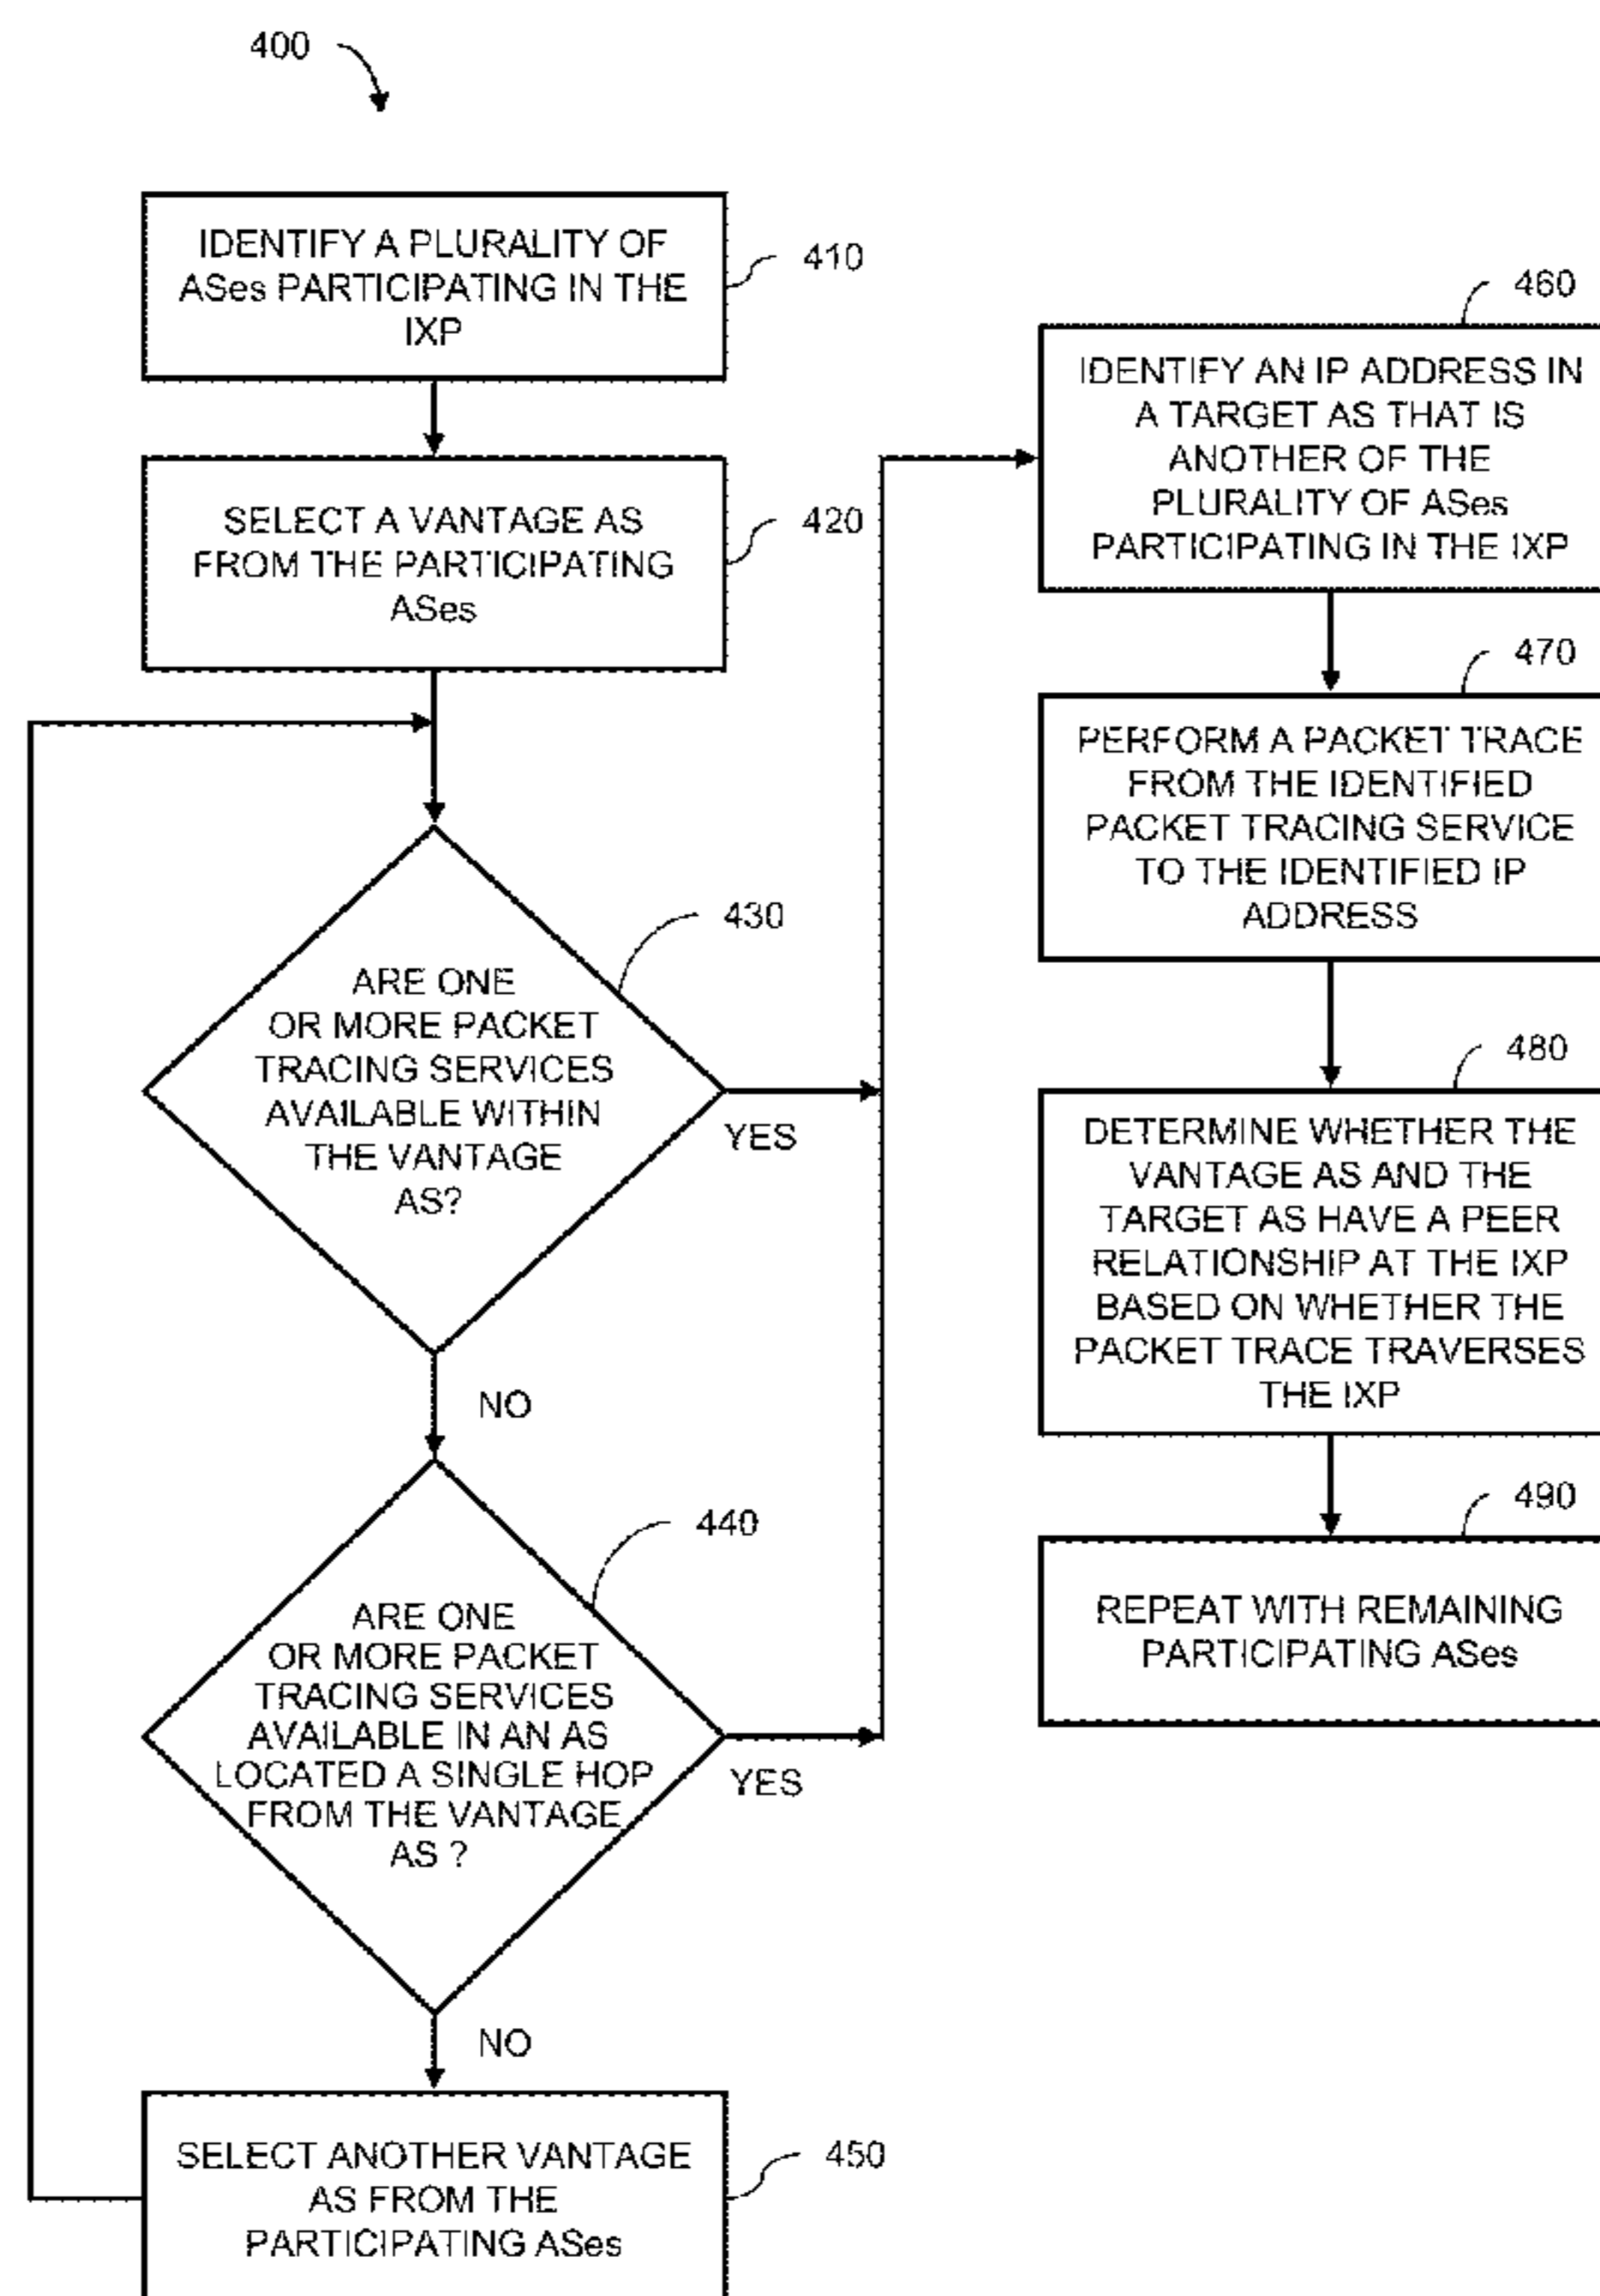 400
IDENTIFY A PLURALITY OF
ASes PARTICIPATING IN THE
IXP
410
SELECT A VANTAGE AS
FROM THE PARTICIPATING
ASes
420
ARE ONE
OR MORE PACKET
TRACING SERVICES
AVAILABLE WITHIN
THE VANTAGE
AS?
430
YES
NO
ARE ONE
OR MORE PACKET
TRACING SERVICES
AVAILABLE IN AN AS
LOCATED A SINGLE HOP
FROM THE VANTAGE
AS ?
440
YES
NO
SELECT ANOTHER VANTAGE
AS FROM THE
PARTICIPATING ASes
450
460
IDENTIFY AN IP ADDRESS IN
A TARGET AS THAT IS
ANOTHER OF THE
PLURALITY OF ASes
PARTICIPATING IN THE IXP
470
PERFORM A PACKET TRACE
FROM THE IDENTIFIED
PACKET TRACING SERVICE
TO THE IDENTIFIED IP
ADDRESS
480
DETERMINE WHETHER THE
VANTAGE AS AND THE
TARGET AS HAVE A PEER
RELATIONSHIP AT THE IXP
BASED ON WHETHER THE
PACKET TRACE TRAVERSES
THE IXP
490
REPEAT WITH REMAINING
PARTICIPATING ASes